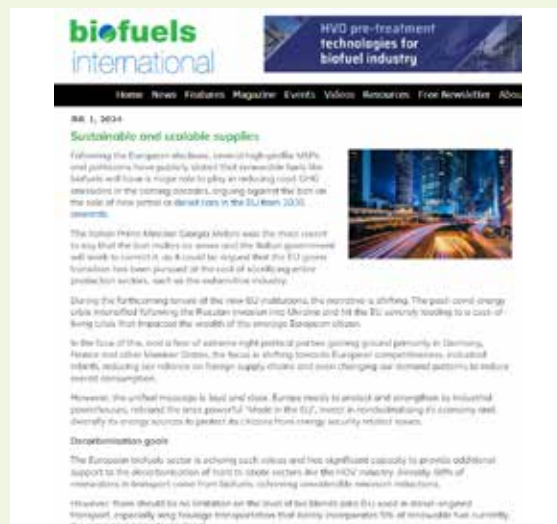 biofuels
international
HVO pre-treatment
technologies for
biofuel industry
Home News Features Magazine Events Videos Resources Free Newsletter Abou
JUL 1, 2024
Sustainable and scalable supplies
Following the European elections, several high-profile MEPs
and politicians have publicly stated that renewable fuels like
biofuels will have a major role to play in reducing road GHG
emissions in the coming decades, arguing against the ban on
the sale of new petrol or diesel cars in the EU from 2035
onwards.
The Italian Prime Minister Giorgia Meloni was the most recent
to say that the ban makes no sense and the Italian government
will work to correct it, as it could be argued that the EU green
transition has been pursued at the cost of sacrificing entire
production sectors, such as the automotive industry.
During the forthcoming tenure of the new EU institutions, the narrative is shifting. The post-covid energy
crisis intensified following the Russian invasion into Ukraine and hit the EU severely leading to a cost-of-
living crisis that impacted the wealth of the average European citizen.
In the face of this, and a fear of extreme right political parties gaining ground primarily in Germany,
France and other Member States, the focus is shifting towards European competitiveness, industrial
rebirth, reducing our reliance on foreign supply chains and even changing our demand patterns to reduce
overall consumption.
However, the unified message is loud and clear. Europe needs to protect and strengthen its industrial
powerhouses, rebrand the once powerful 'Made in the EU', invest in reindustrialising its economy and
diversify its energy sources to protect its citizens from energy security related issues.
Decarbonisation goals
The European biofuels sector is echoing such voices and has significant capacity to provide additional
support to the decarbonisation of hard to abate sectors like the HDV industry. Already, 90% of
renewables in transport come from biofuels, achieving considerable emission reductions.
However, there should be no limitation on the level of bio blends into EU used in diesel-original
transport, especially long haulage transportation that barely incorporates 5% of renewable fuel currently.